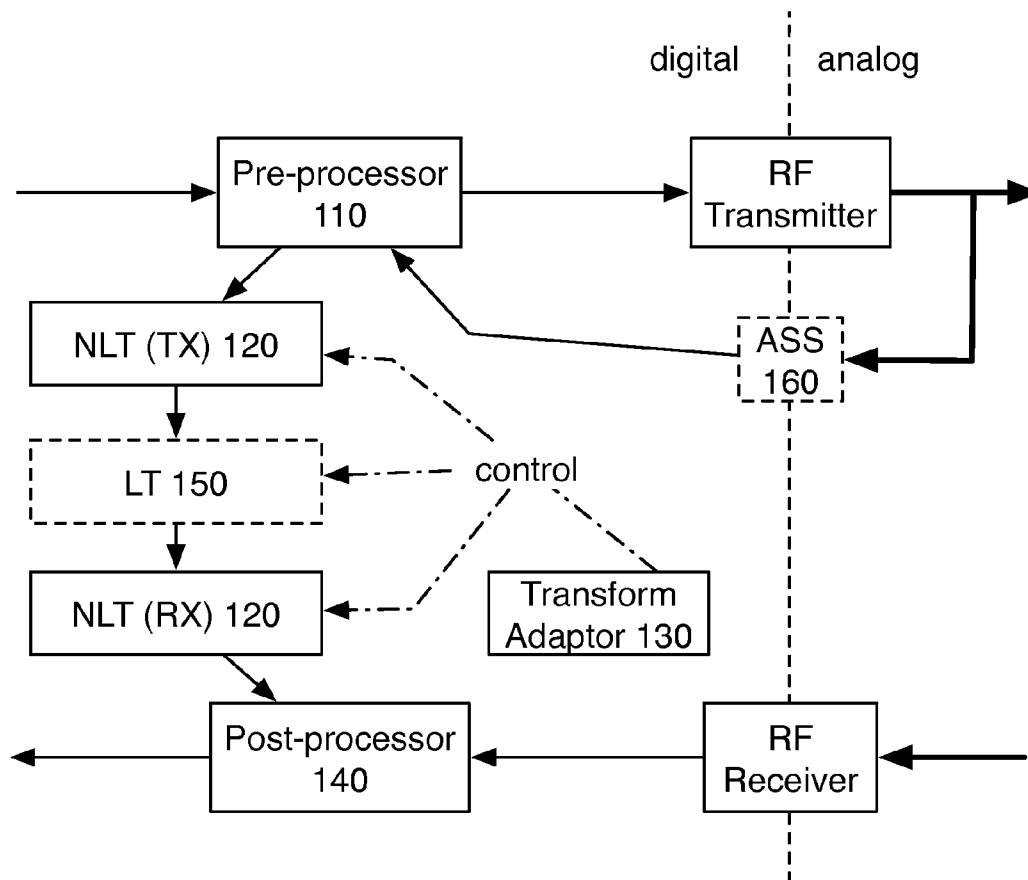 digital
analog
Pre-processor
110
RF
Transmitter
NLT (TX) 120
ASS
160
LT 150
control
NLT (RX) 120
Transform
Adaptor 130
Post-processor
140
RF
Receiver